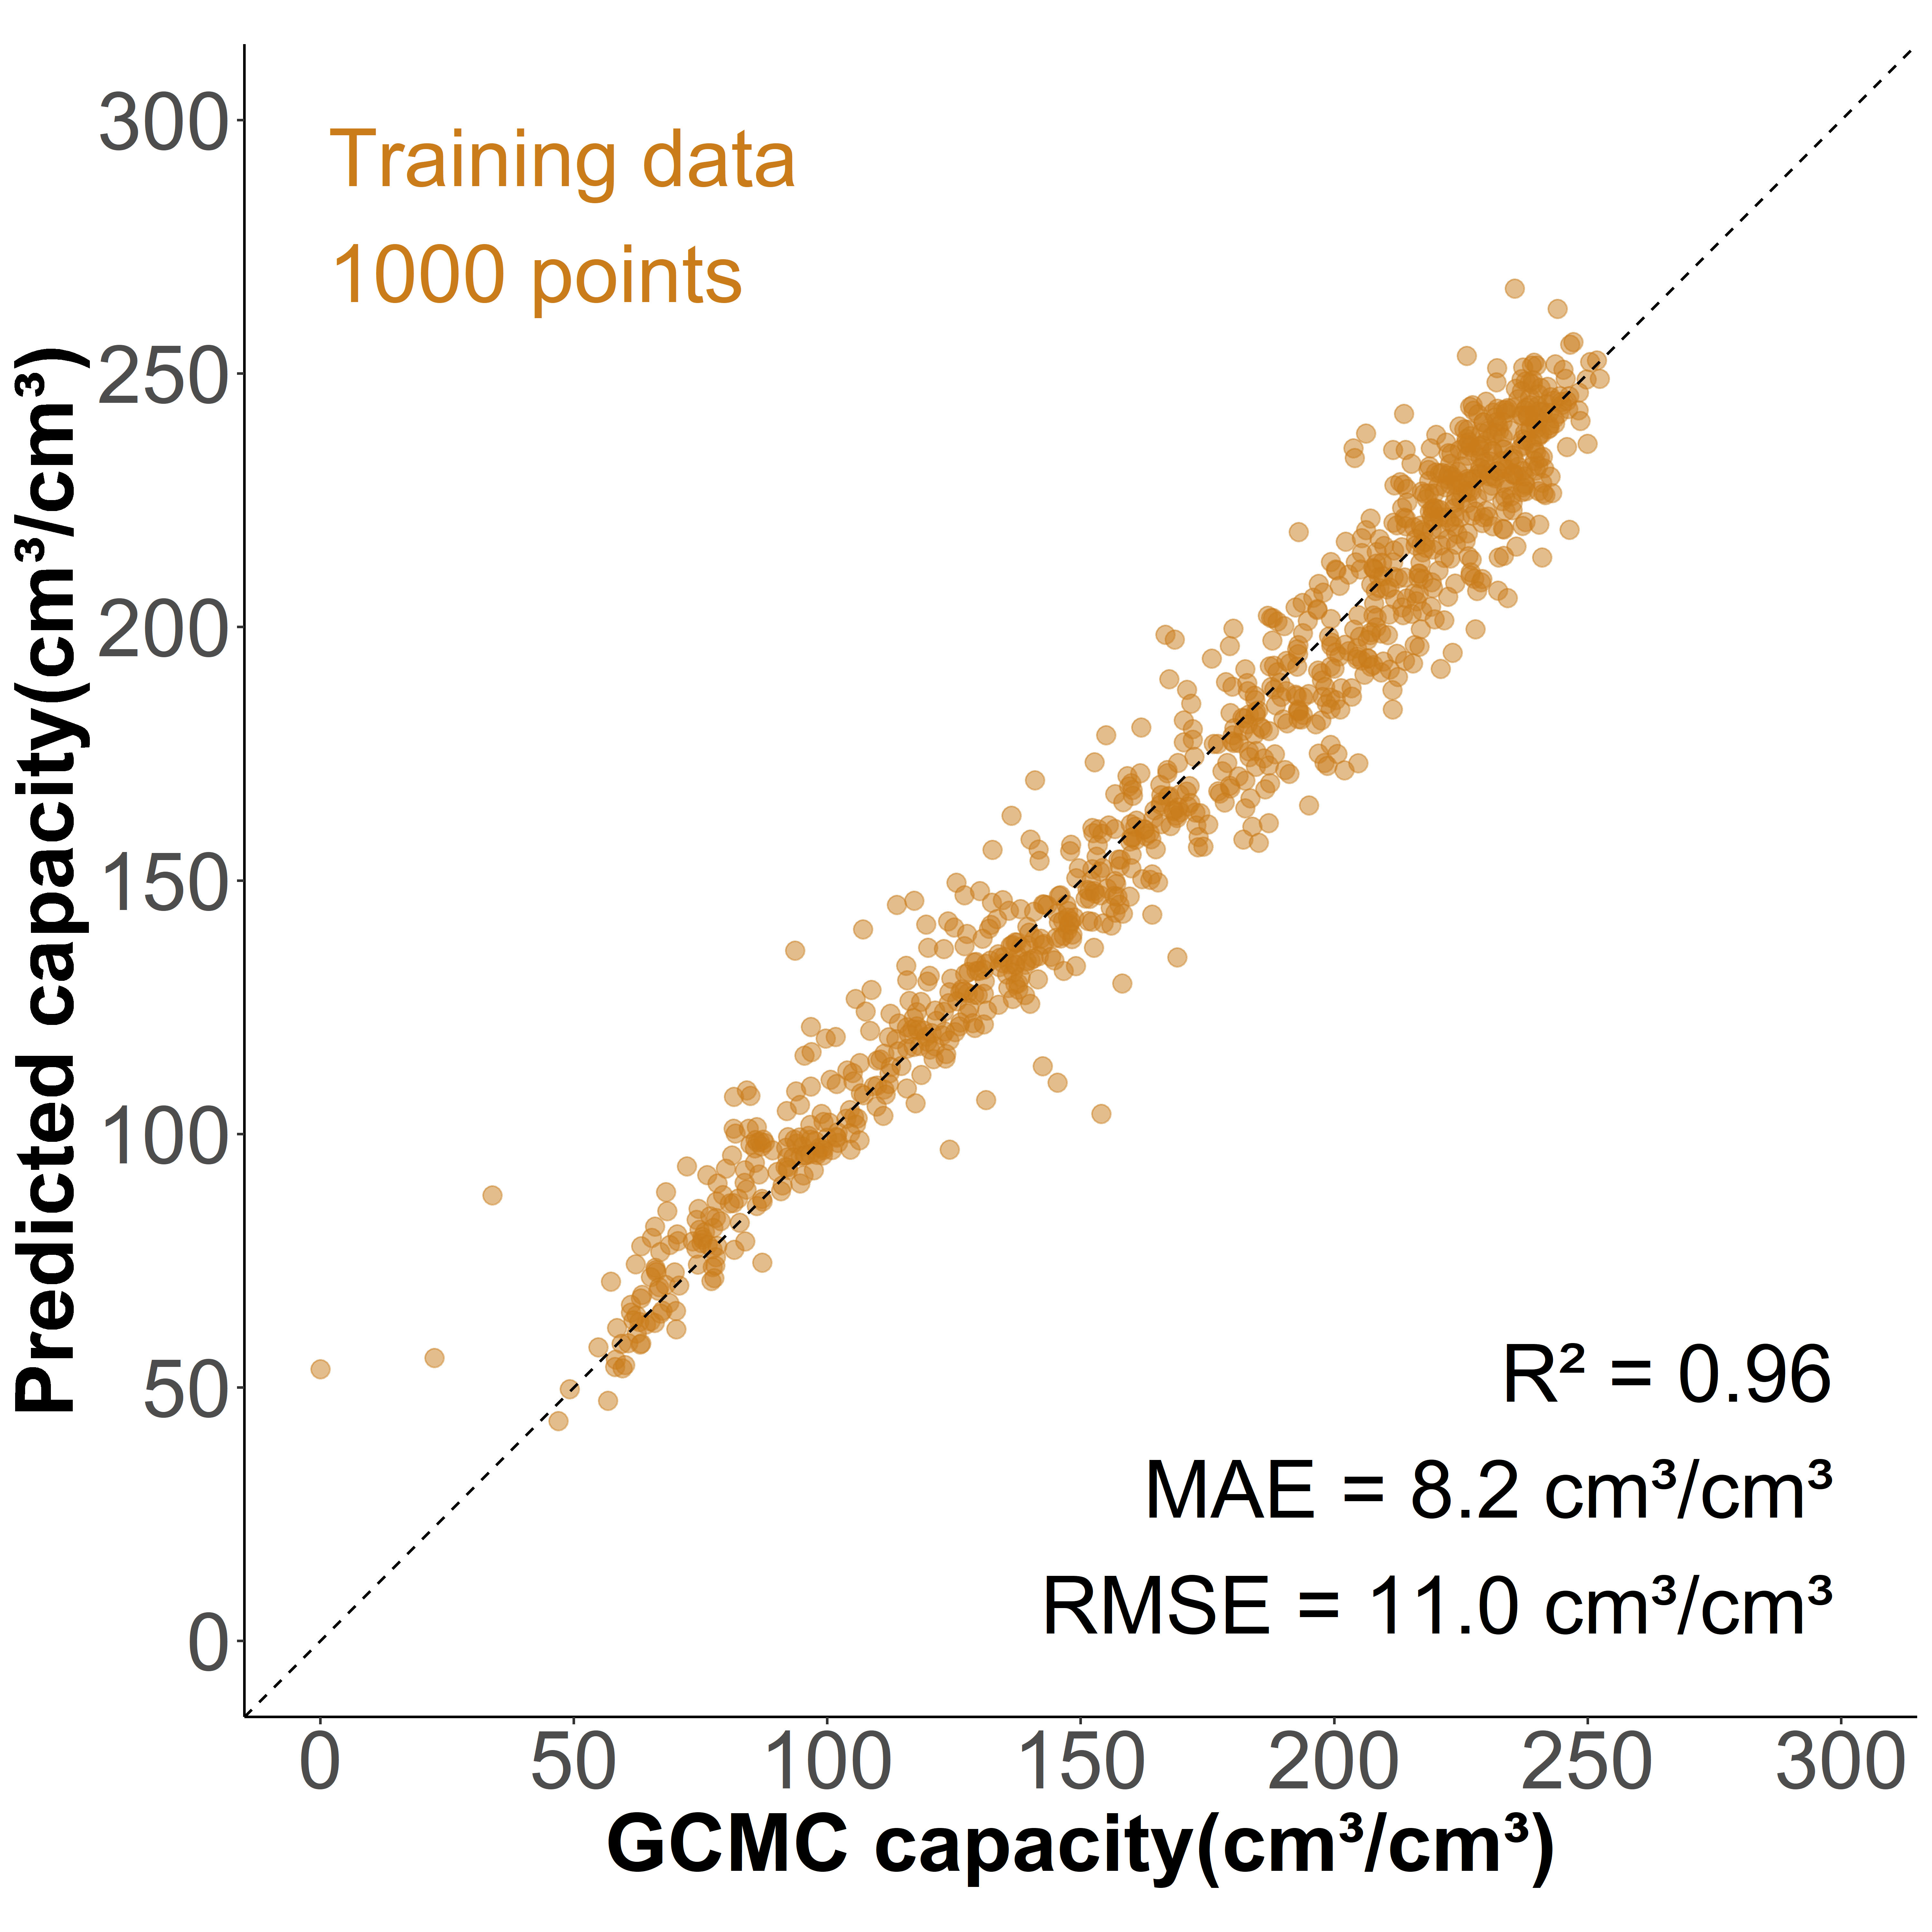 Training data
1000 points
300
250
200
150
100
50
0
Predicted capacity(cm³/cm³)
R² = 0.96
MAE = 8.2 cm³/cm³
RMSE = 11.0 cm³/cm³
0 50 100 150 200 250 300
GCMC capacity(cm³/cm³)